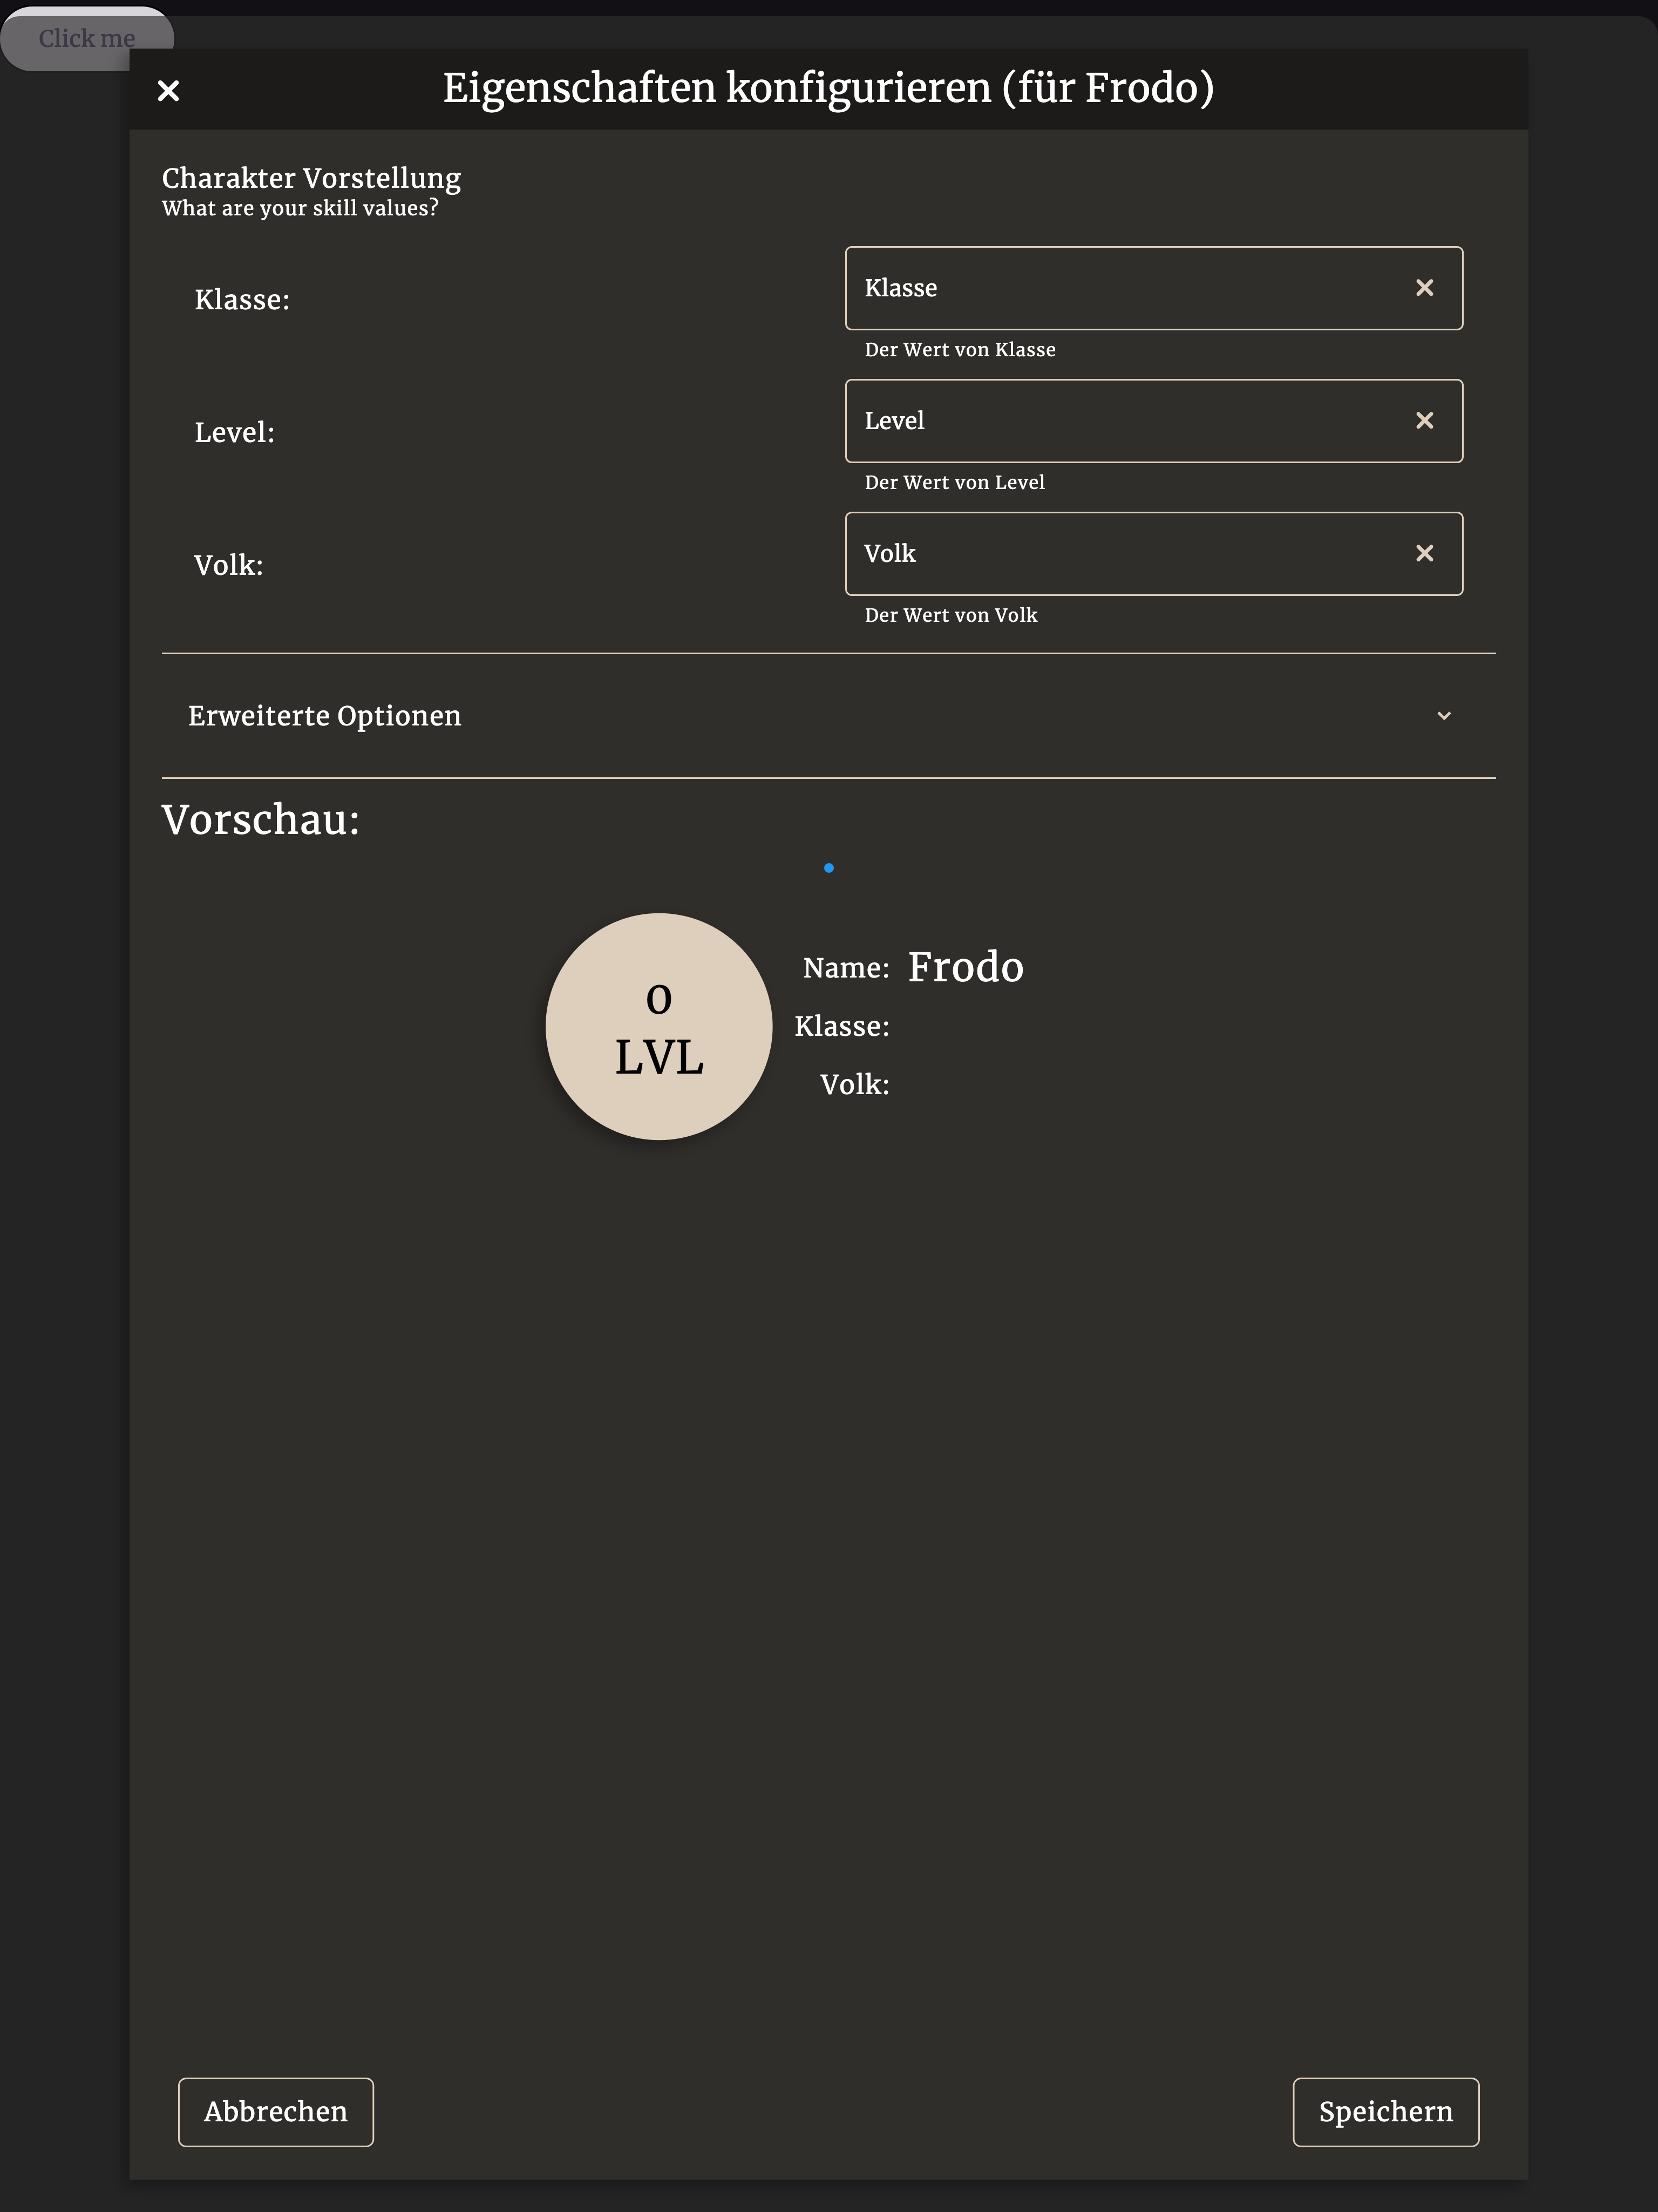 Click me
Eigenschaften konfigurieren (für Frodo)
Charakter Vorstellung
What are your skill values?
Klasse:
Klasse
Der Wert von Klasse
Level:
Level
Der Wert von Level
Volk:
Volk
Der Wert von Volk
Erweiterte Optionen
Vorschau:
0
LVL
Name: Frodo
Klasse:
Volk:
Abbrechen
Speichern